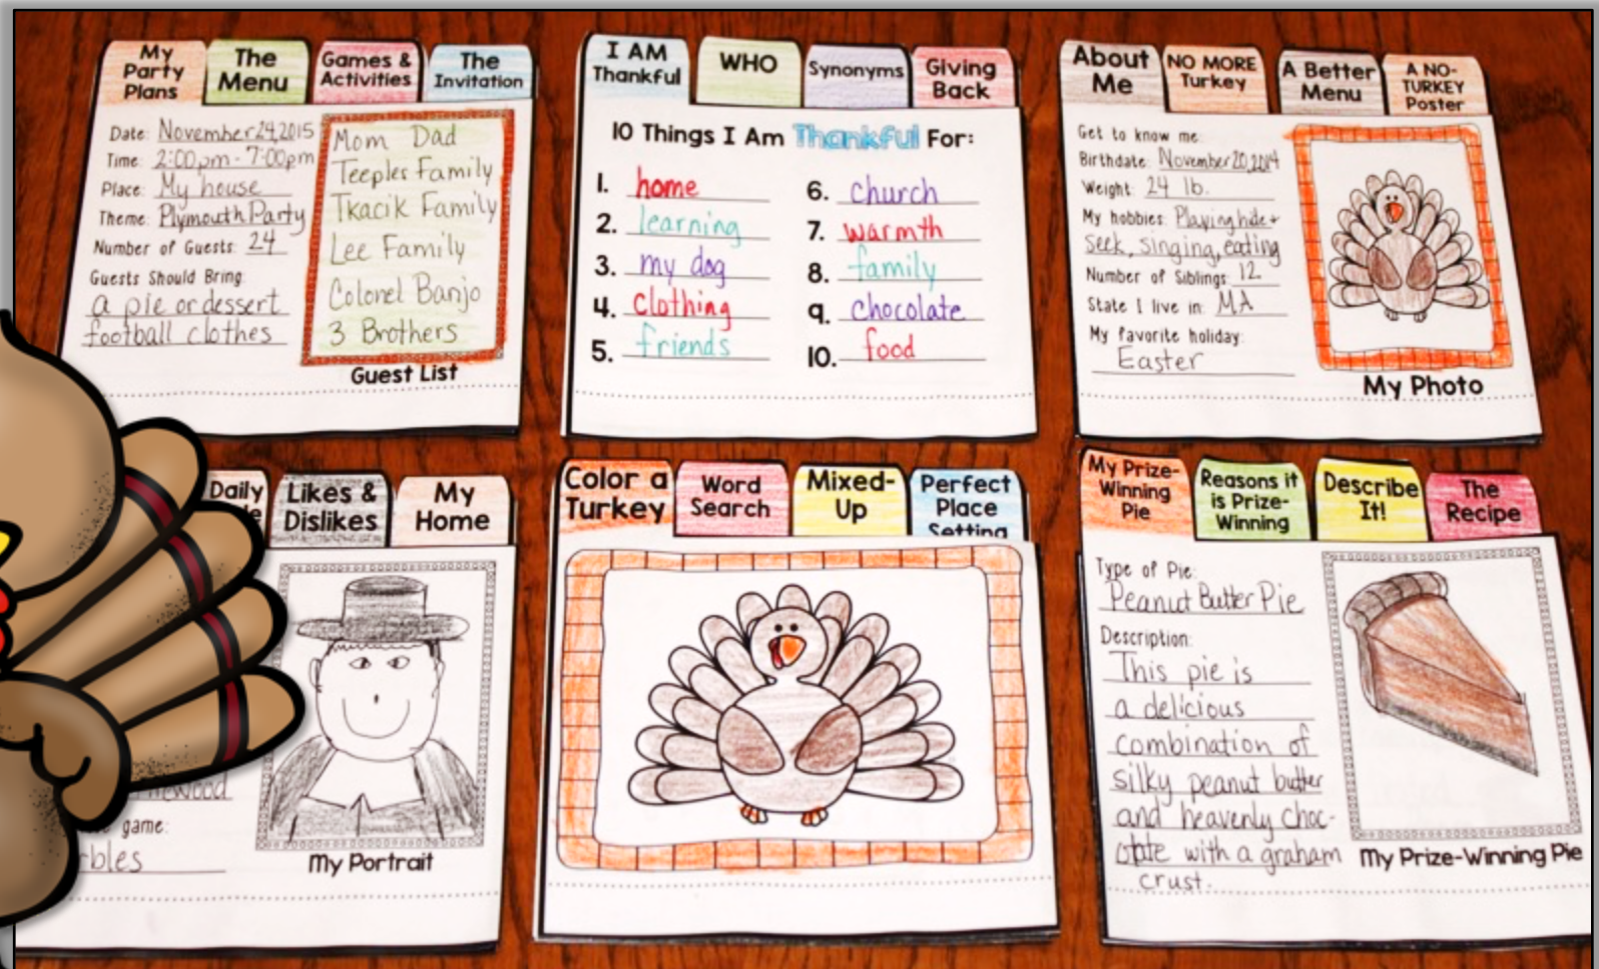 My
Party
Plans
The
Menu
Games &
Activities
The
Invitation
Date: November 24, 2015
Time: 2:00pm - 7:00pm
Place: My house
Theme: Plymouth Party
Number of Guests: 24
Guests Should Bring:
a pie or dessert
football clothes
Mom Dad
Teeples Family
Tkacik Family
Lee Family
Colonel Banjo
3 Brothers
Guest List
I AM
Thankful
WHO
Synonyms
Giving
Back
10 Things I Am Thankful For:
1. home
2. learning
3. my dog
4. clothing
5. friends
6. church
7. warmth
8. family
9. chocolate
10. food
About
Me
NO MORE
Turkey
A Better
Menu
A NO-
TURKEY
Poster
Get to know me:
Birthdate: November 20, 2014
Weight: 24 lb.
My hobbies: Playing hide +
seek, singing, eating
Number of Siblings: 12
State I live in: MA
My favorite holiday:
Easter
My Photo
Daily
Likes &
Dislikes
My
Home
game:
My Portrait
Color a
Turkey
Word
Search
Mixed-
Up
Perfect
Place
Setting
My Prize-
Winning
Pie
Reasons it
is Prize-
Winning
Describe
It!
The
Recipe
Type of Pie:
Peanut Butter Pie
Description:
This pie is
a delicious
combination of
silky peanut butter
and heavenly choc-
olate with a graham
crust.
My Prize-Winning Pie